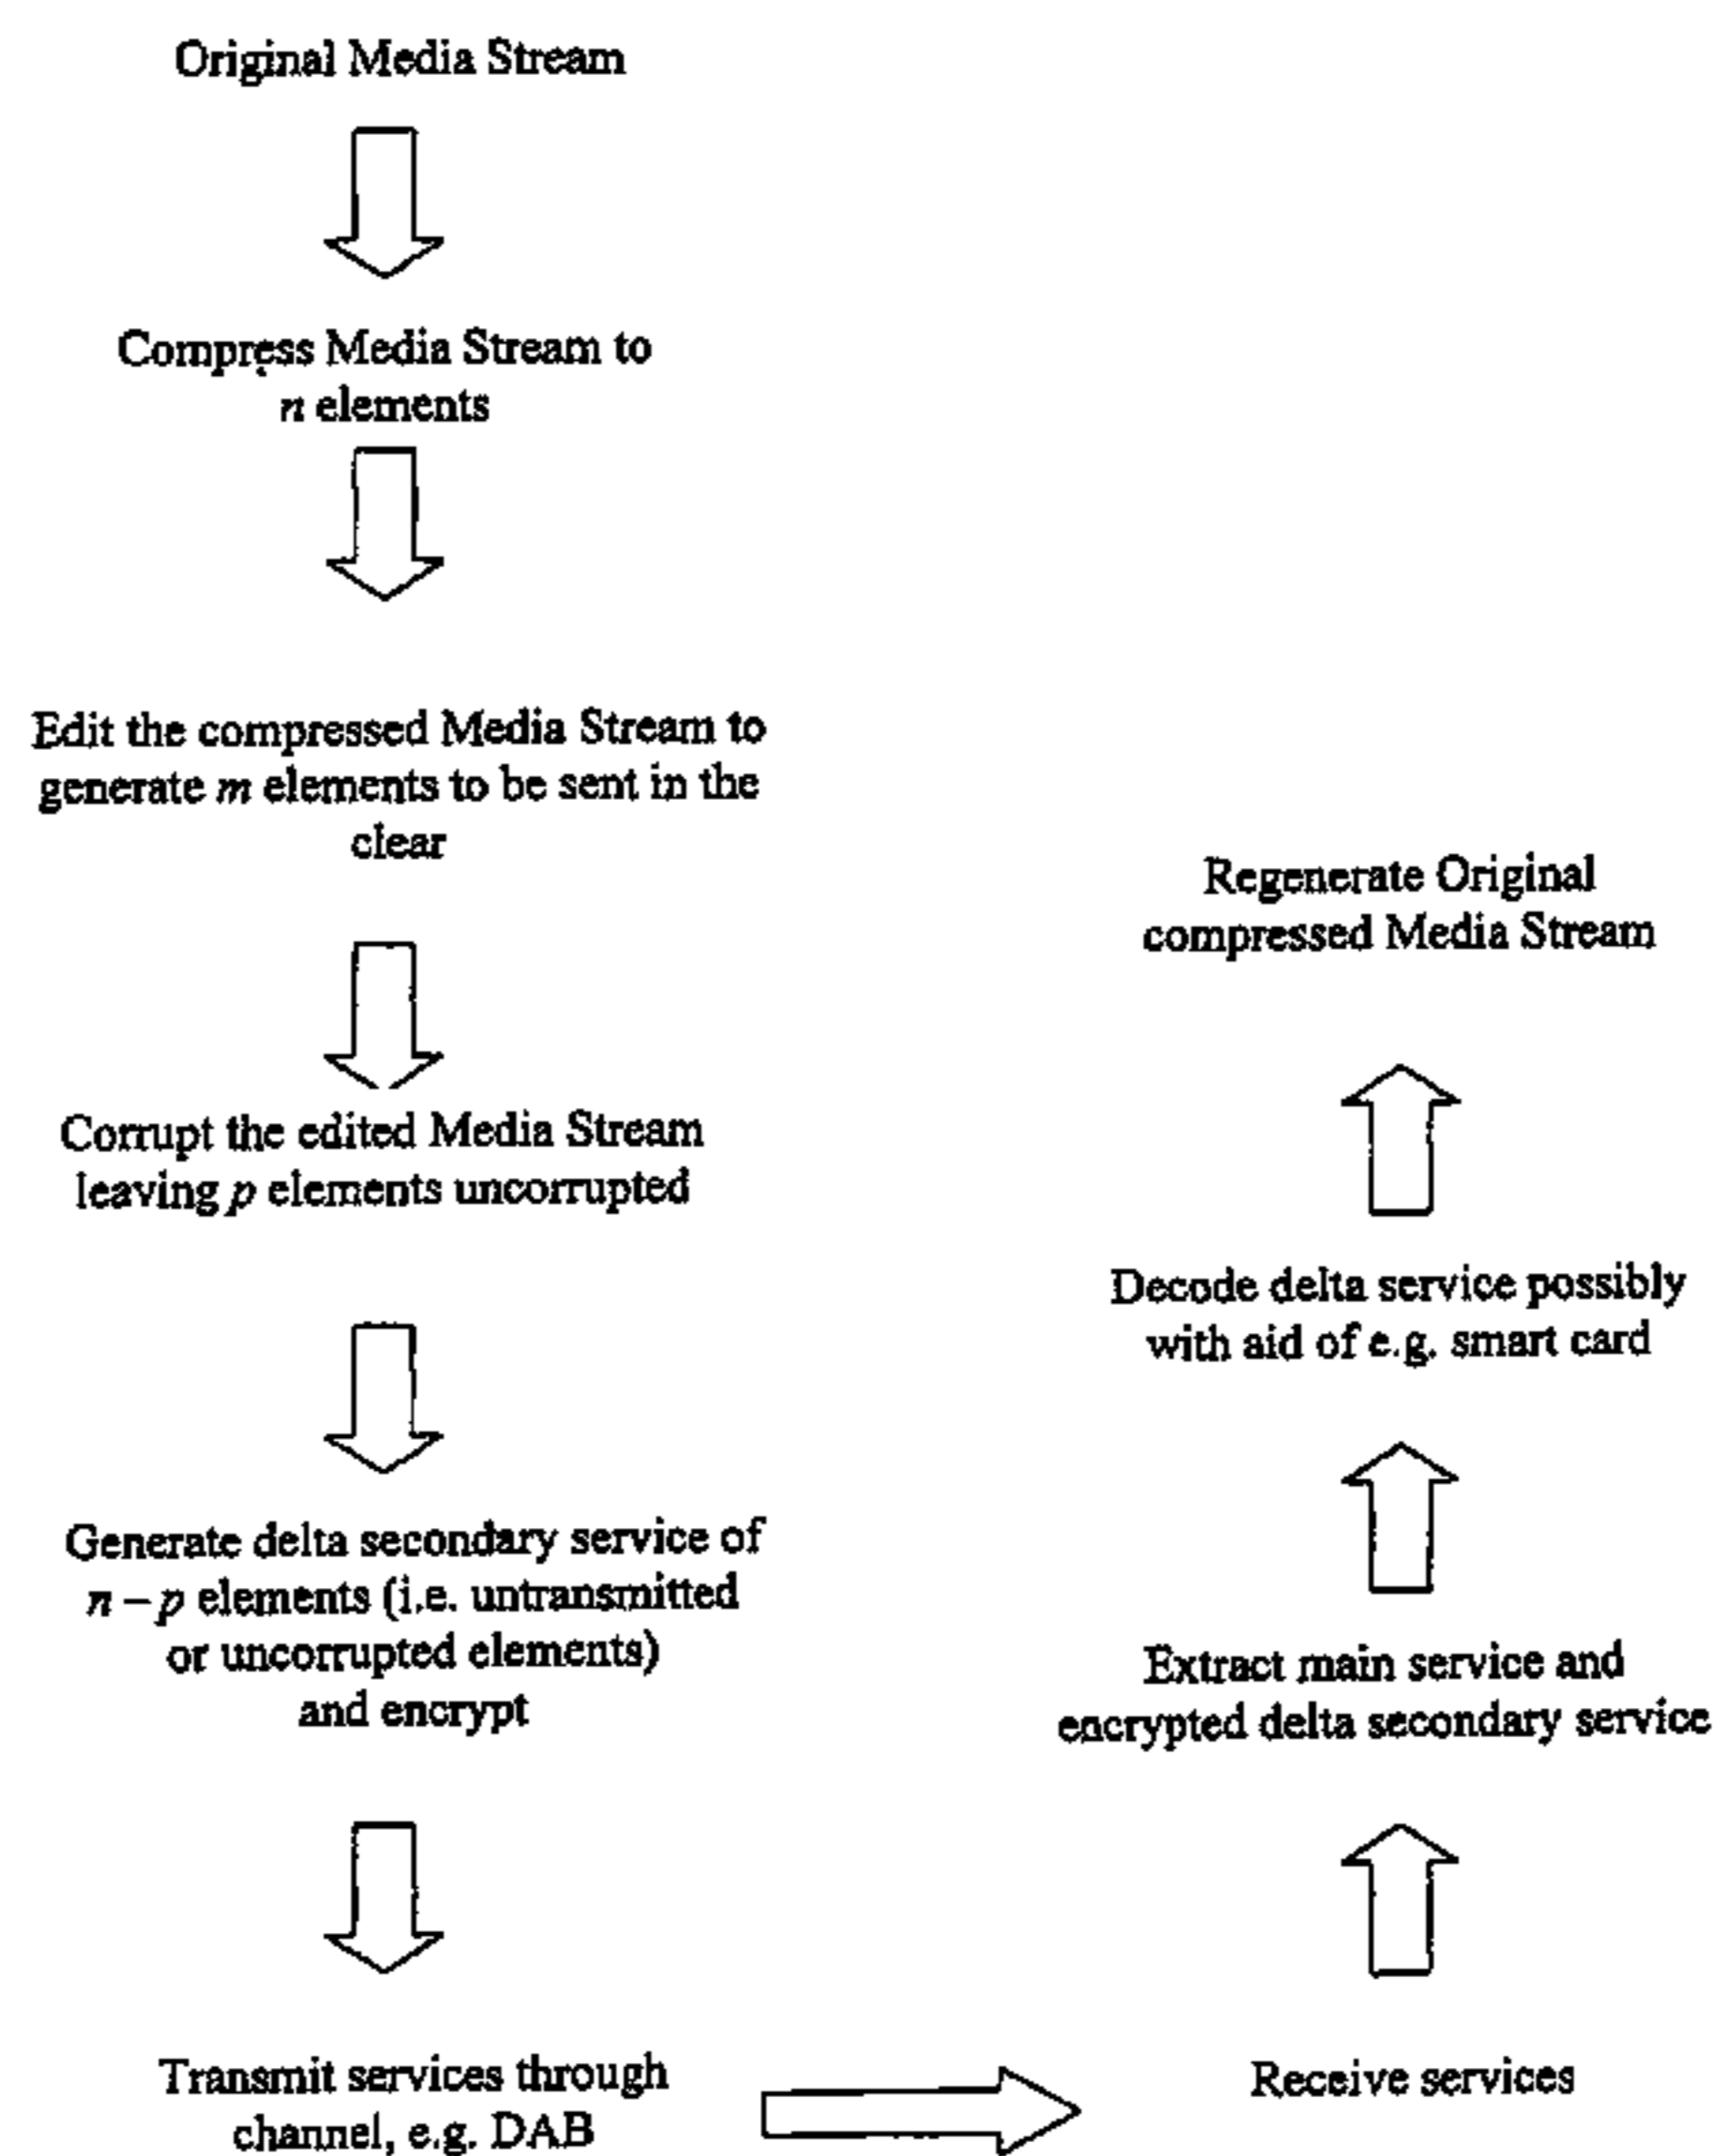 Original Media Stream
Compress Media Stream to
n elements
Edit the compressed Media Stream to
generate m elements to be sent in the
clear
Corrupt the edited Media Stream
leaving p elements uncorrupted
Generate delta secondary service of
n – p elements (i.e. untransmitted
or uncorrupted elements)
and encrypt
Transmit services through
channel, e.g. DAB
Receive services
Extract main service and
encrypted delta secondary service
Decode delta service possibly
with aid of e.g. smart card
Regenerate Original
compressed Media Stream